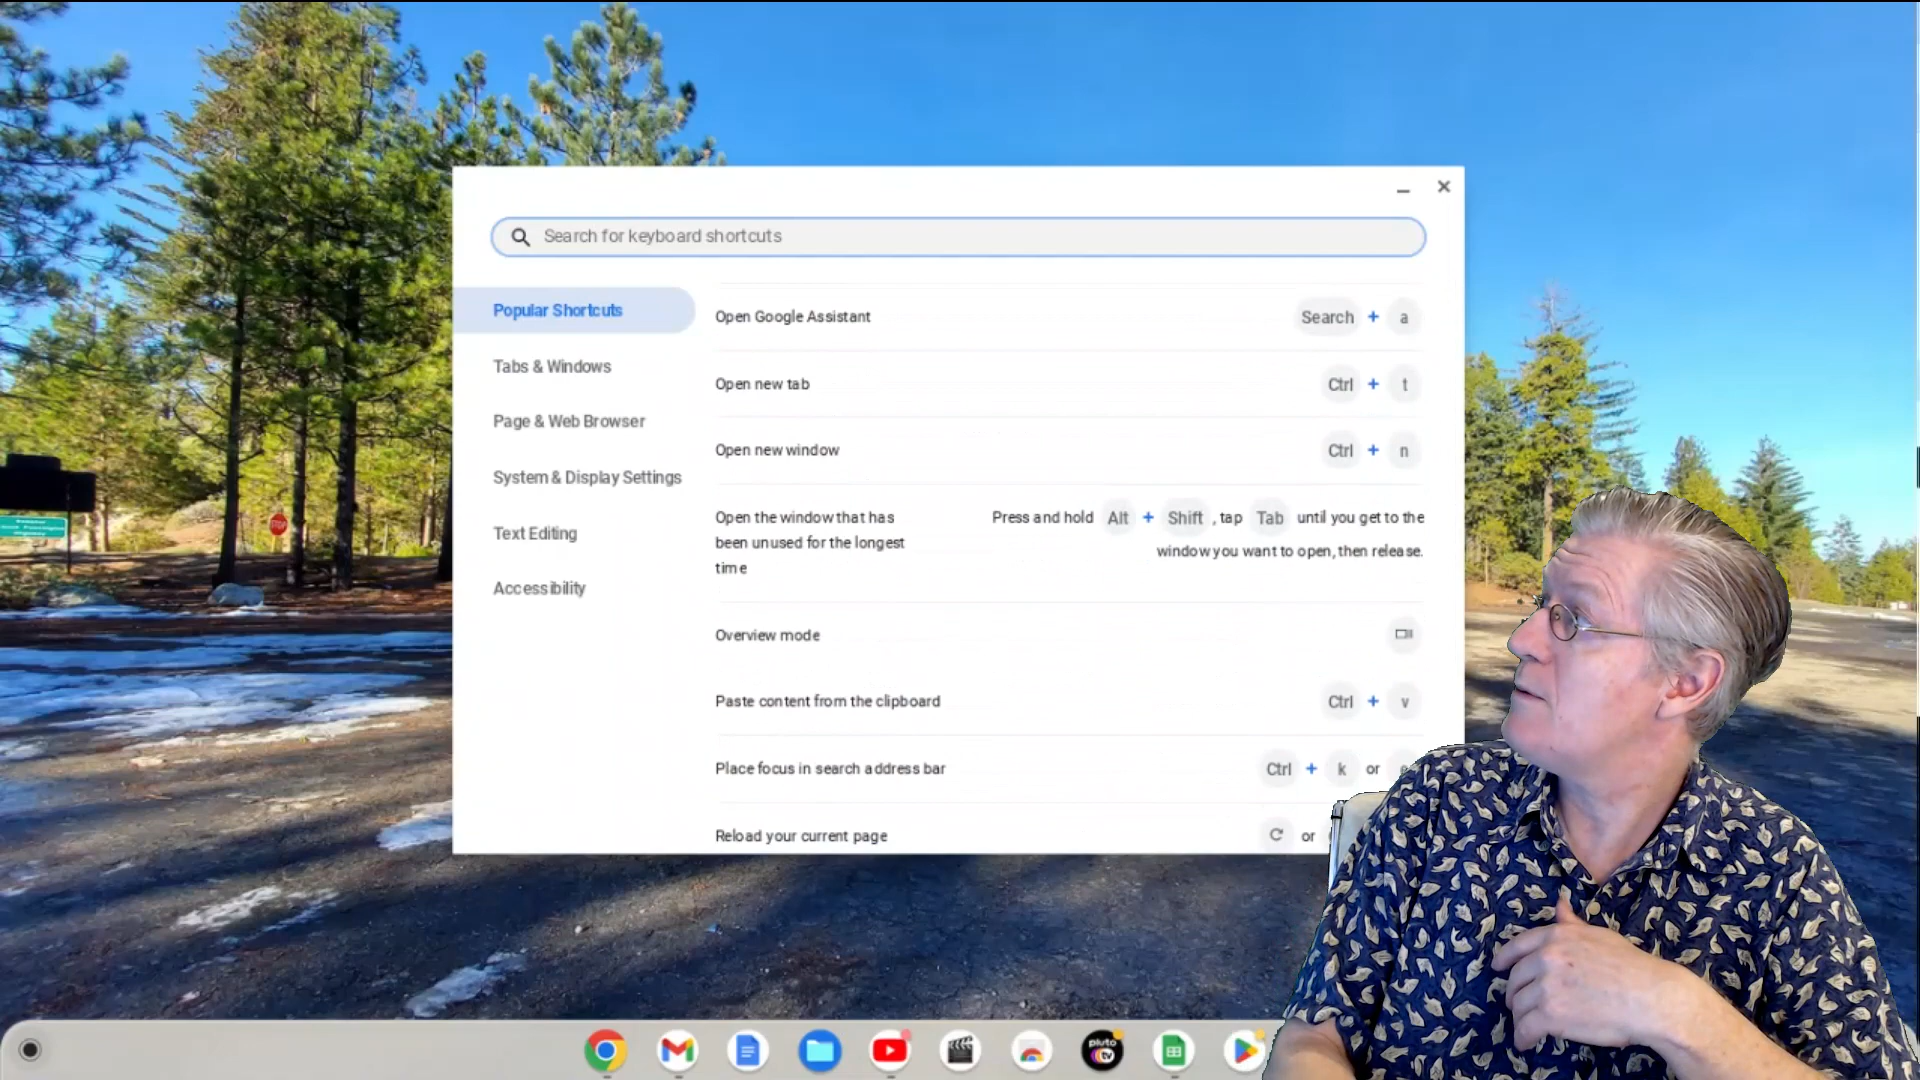 Search for keyboard shortcuts
Popular Shortcuts
Tabs & Windows
Page & Web Browser
System & Display Settings
Text Editing
Accessibility
Open Google Assistant
Search + a
Open new tab
Ctrl + t
Open new window
Ctrl + n
Open the window that has
been unused for the longest
time
Press and hold Alt + Shift , tap Tab until you get to the
window you want to open, then release.
Overview mode
Paste content from the clipboard
Ctrl + v
Place focus in search address bar
Ctrl + k or
Reload your current page
or
STOP
pluto
tv